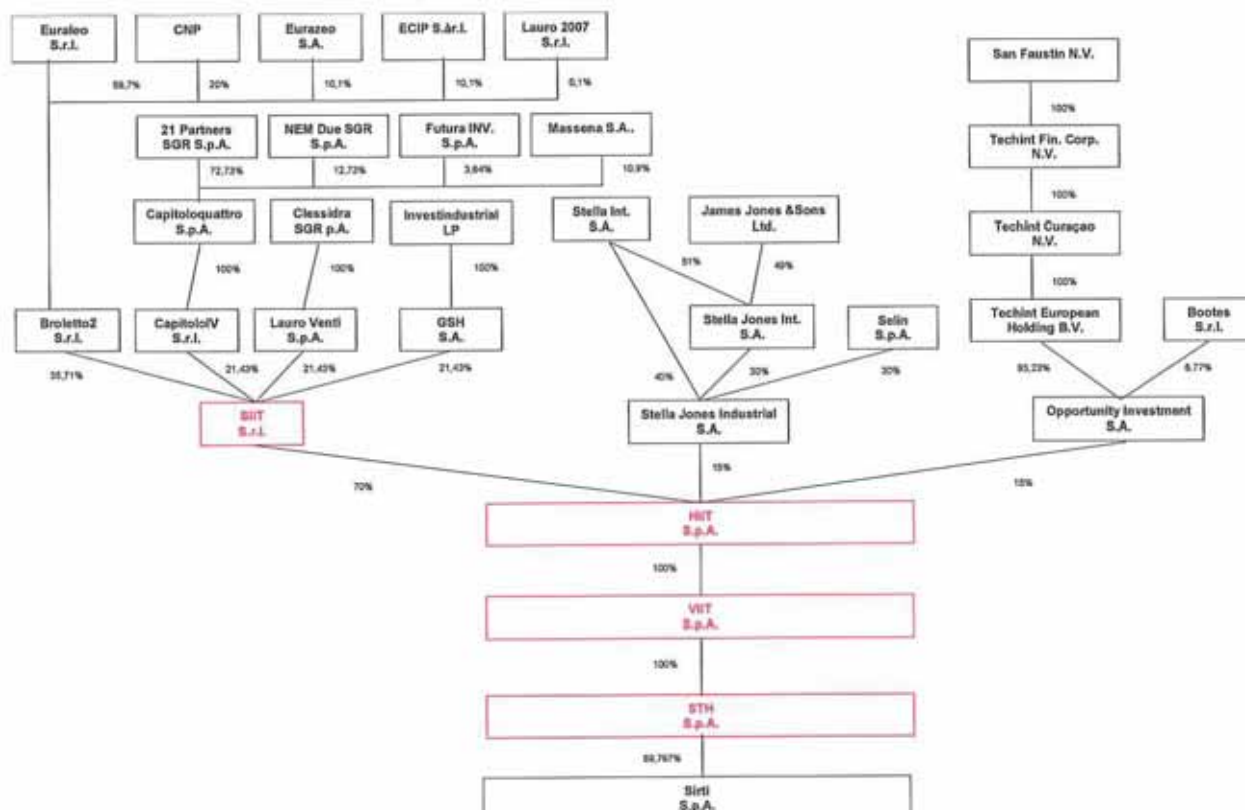 Euraleo
S.r.l.
CNP
Eurazeo
S.A.
ECIP S.àr.l.
Lauro 2007
S.r.l.
San Faustin N.V.
59,7%
20%
10,1%
10,1%
0,1%
100%
21 Partners
SGR S.p.A.
NEM Due SGR
S.p.A.
Futura INV.
S.p.A.
Massena S.A.,
Techint Fin. Corp.
N.V.
72,73%
12,73%
3,64%
10,9%
100%
Capitoloquattro
S.p.A.
Clessidra
SGR p.A.
Investindustrial
LP
Stella Int.
S.A.
James Jones &Sons
Ltd.
Techint Curaçao
N.V.
100%
100%
100%
51%
49%
100%
Broletto2
S.r.l.
CapitoloIV
S.r.l.
Lauro Venti
S.p.A.
GSH
S.A.
Stella Jones Int.
S.A.
Selin
S.p.A.
Techint European
Holding B.V.
Bootes
S.r.l.
35,71%
21,43%
21,43%
21,43%
40%
30%
30%
93,23%
6,77%
SIIT
S.r.l.
Stella Jones Industrial
S.A.
Opportunity Investment
S.A.
70%
15%
15%
HIIT
S.p.A.
100%
VIIT
S.p.A.
100%
STH
S.p.A.
Sirti
S.p.A.